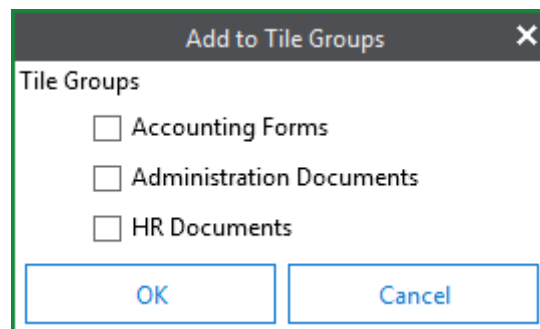 Add to Tile Groups
Tile Groups
Accounting Forms
Administration Documents
HR Documents
OK Cancel